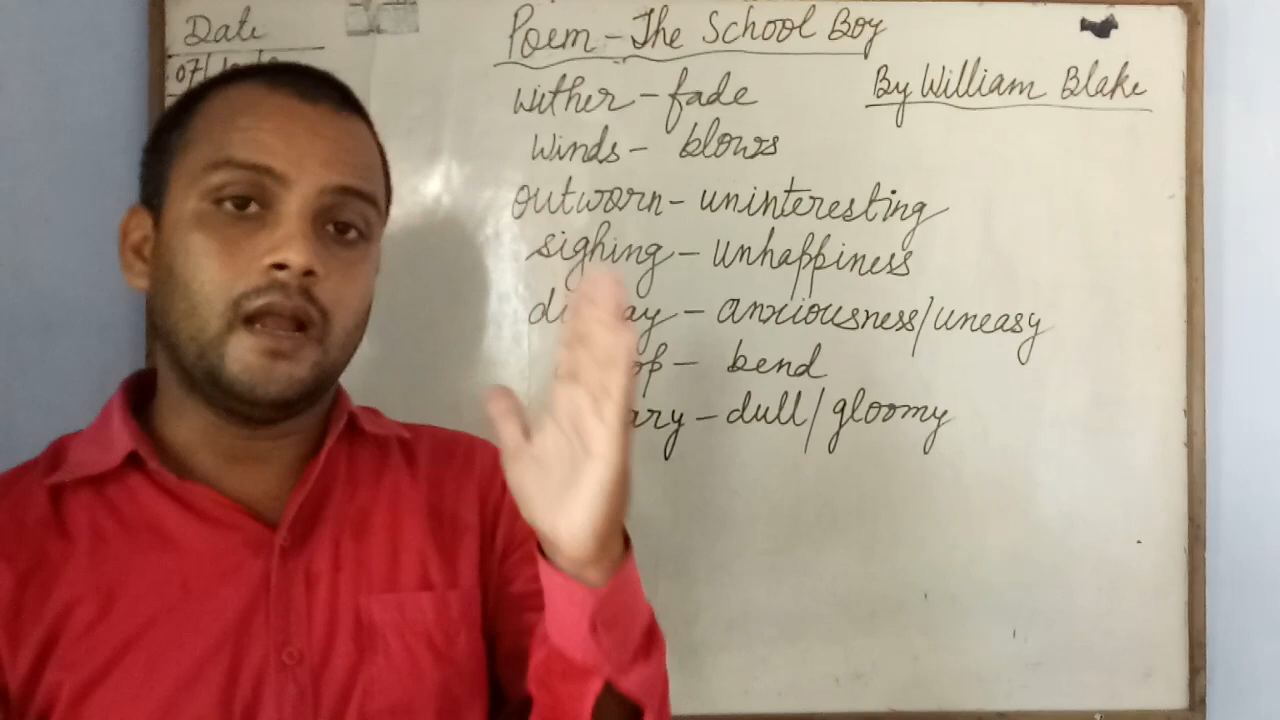 Date
07/
Poem - The School Boy
By William Blake
wither - fade
Winds - blows
outworn - uninteresting
sighing - unhappiness
- anxiousness/uneasy
- bend
- dull/gloomy